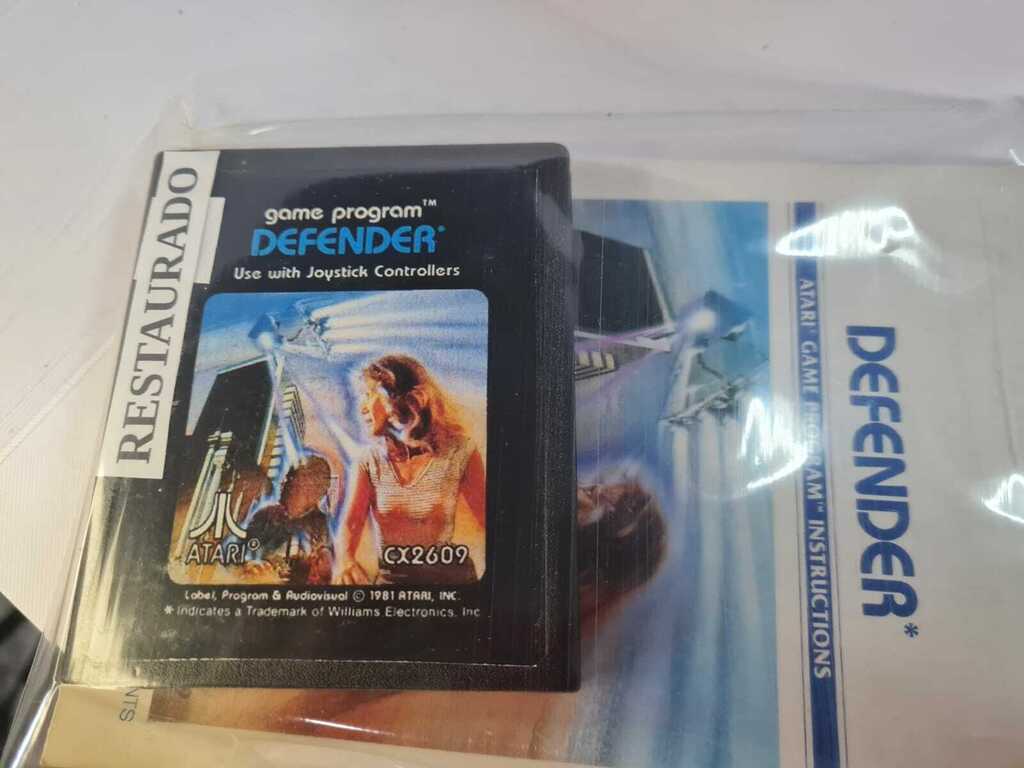 RESTAURADO
game program™
DEFENDER*
Use with Joystick Controllers
ATARI®
CX2609
Label, Program & Audiovisual © 1981 ATARI, INC.
* Indicates a Trademark of Williams Electronics, Inc.
ATARI® GAME PROGRAM™ INSTRUCTIONS
DEFENDER*